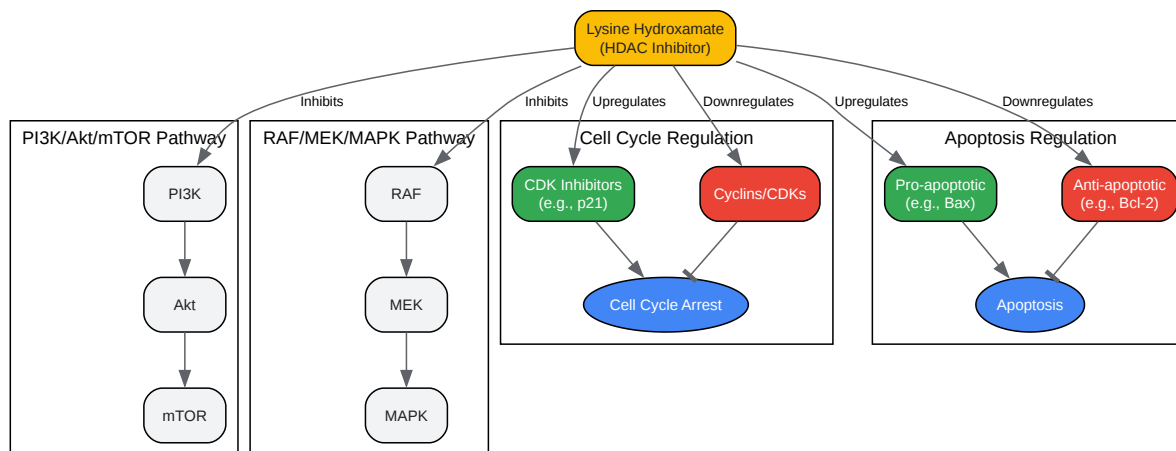 Lysine Hydroxamate
(HDAC Inhibitor)
Inhibits
Inhibits
Upregulates
Downregulates
Upregulates
Downregulates
PI3K/Akt/mTOR Pathway
RAF/MEK/MAPK Pathway
Cell Cycle Regulation
Apoptosis Regulation
PI3K
RAF
CDK Inhibitors
(e.g., p21)
Cyclins/CDKs
Pro-apoptotic
(e.g., Bax)
Anti-apoptotic
(e.g., Bcl-2)
Akt
MEK
Cell Cycle Arrest
Apoptosis
mTOR
MAPK